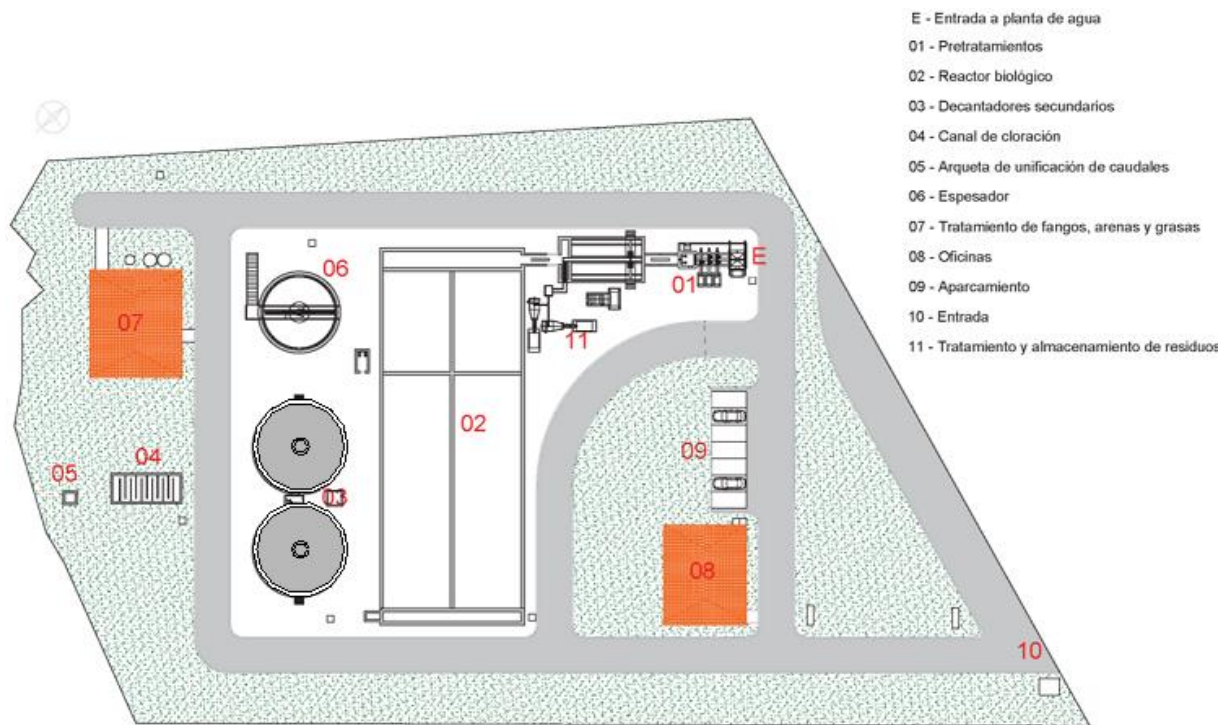 E - Entrada a planta de agua
01 - Pretratamientos
02 - Reactor biológico
03 - Decantadores secundarios
04 - Canal de cloración
05 - Arqueta de unificación de caudales
06 - Espesador
07 - Tratamiento de fangos, arenas y grasas
08 - Oficinas
09 - Aparcamiento
10 - Entrada
11 - Tratamiento y almacenamiento de residuos
E
06
01
07
11
02
09
04
05
03
08
10